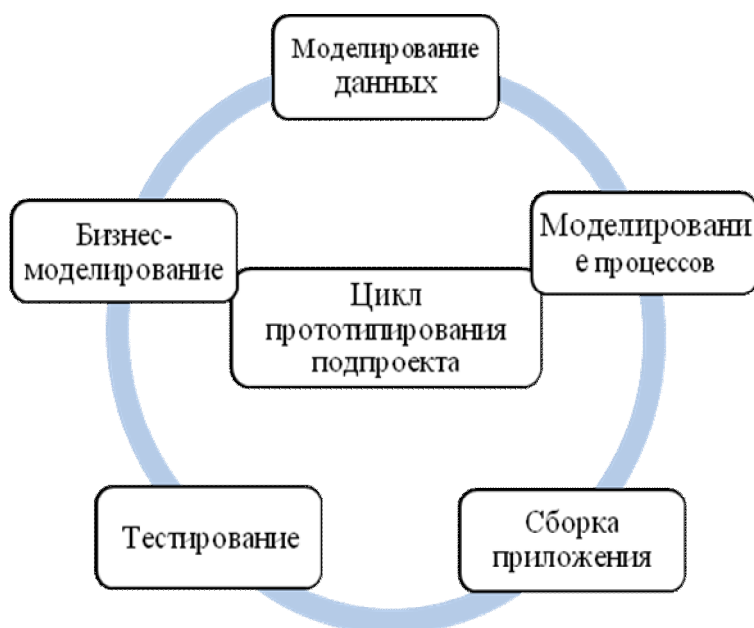 Моделирование
данных
Бизнес-
моделирование
Моделировани
е процессов
Цикл
прототипирования
подпроекта
Тестирование
Сборка
приложения